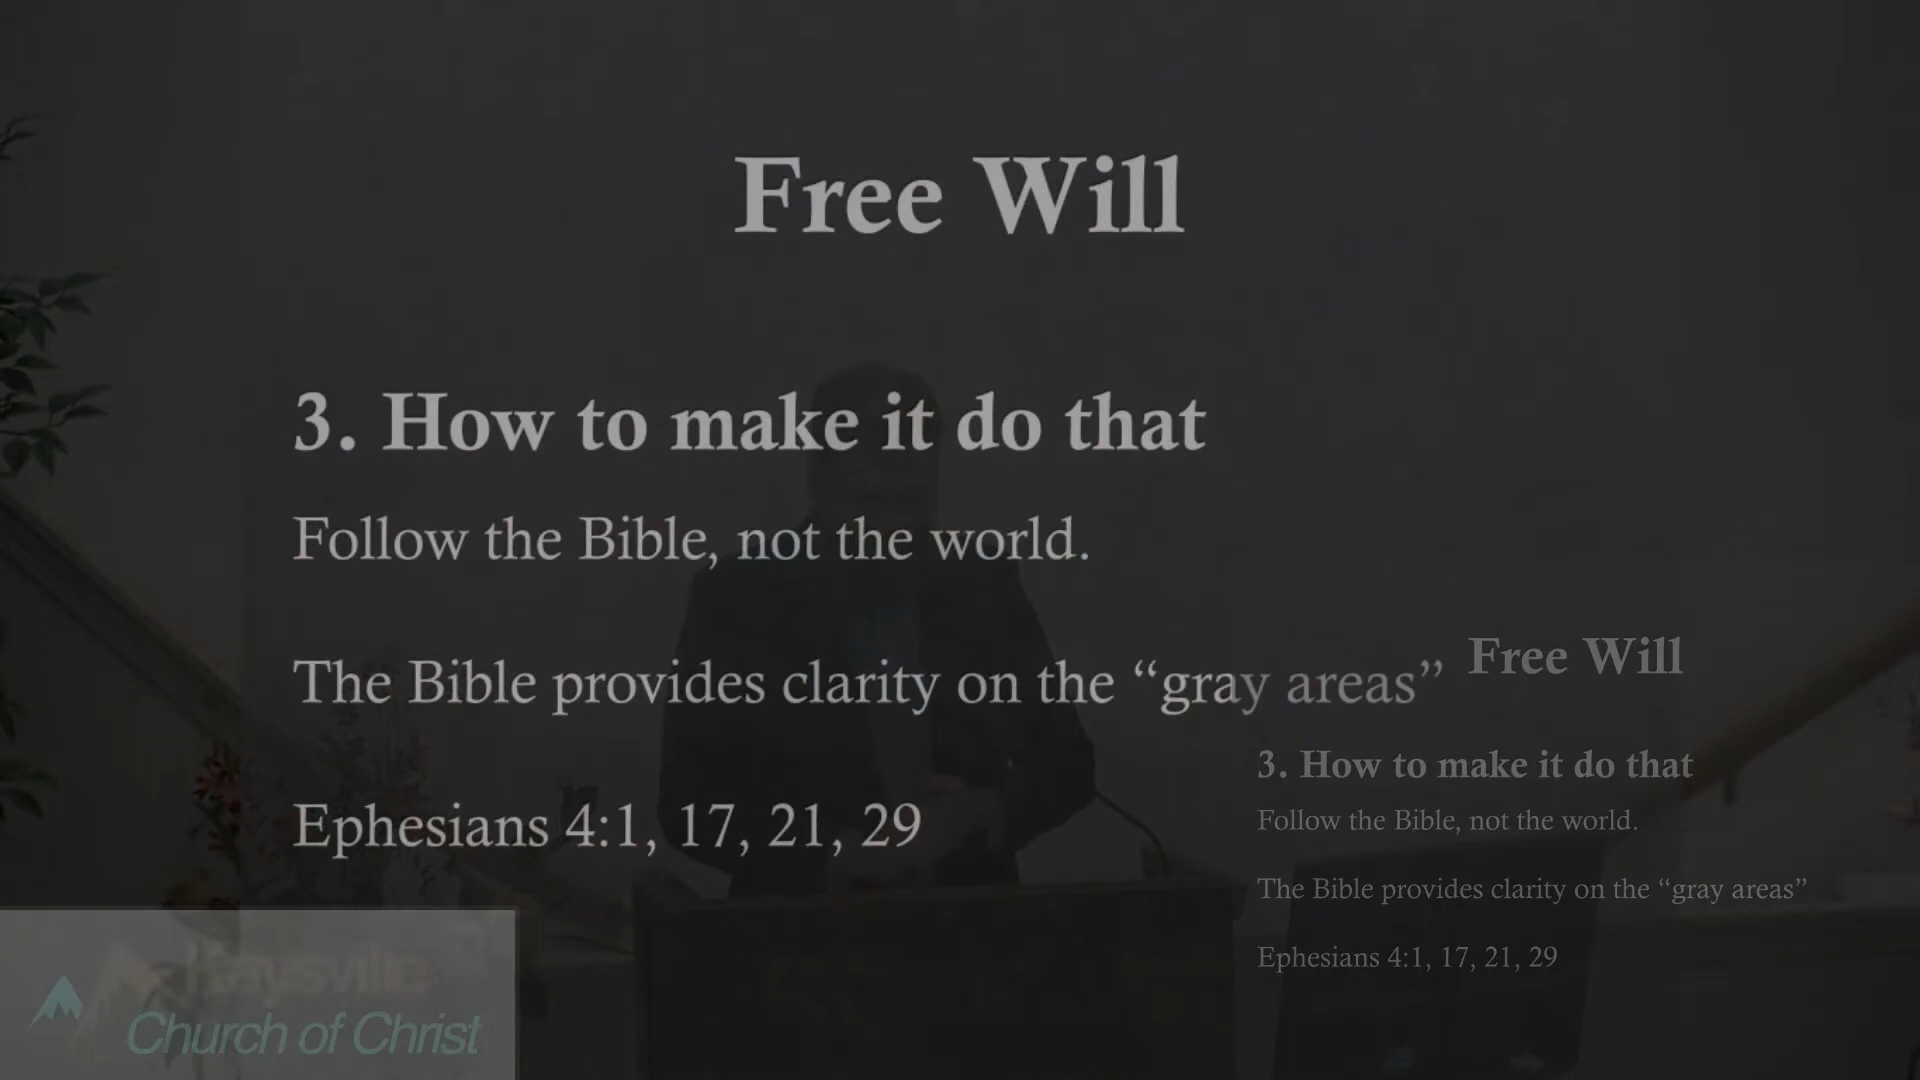 Free Will
3. How to make it do that
Follow the Bible, not the world.
The Bible provides clarity on the “gray areas”
Ephesians 4:1, 17, 21, 29
Free Will
3. How to make it do that
Follow the Bible, not the world.
The Bible provides clarity on the “gray areas”
Ephesians 4:1, 17, 21, 29
Church of Christ